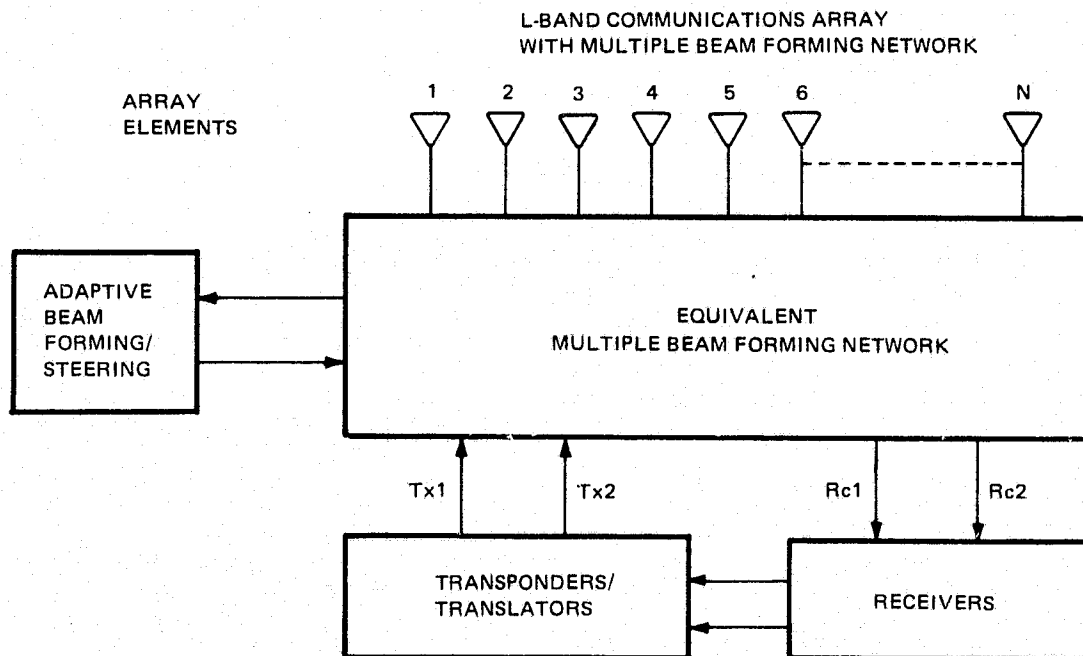 L-BAND COMMUNICATIONS ARRAY
WITH MULTIPLE BEAM FORMING NETWORK
ARRAY
ELEMENTS
1 2 3 4 5 6 N
ADAPTIVE
BEAM
FORMING/
STEERING
EQUIVALENT
MULTIPLE BEAM FORMING NETWORK
Tx1 Tx2 Rc1 Rc2
TRANSPONDERS/
TRANSLATORS
RECEIVERS